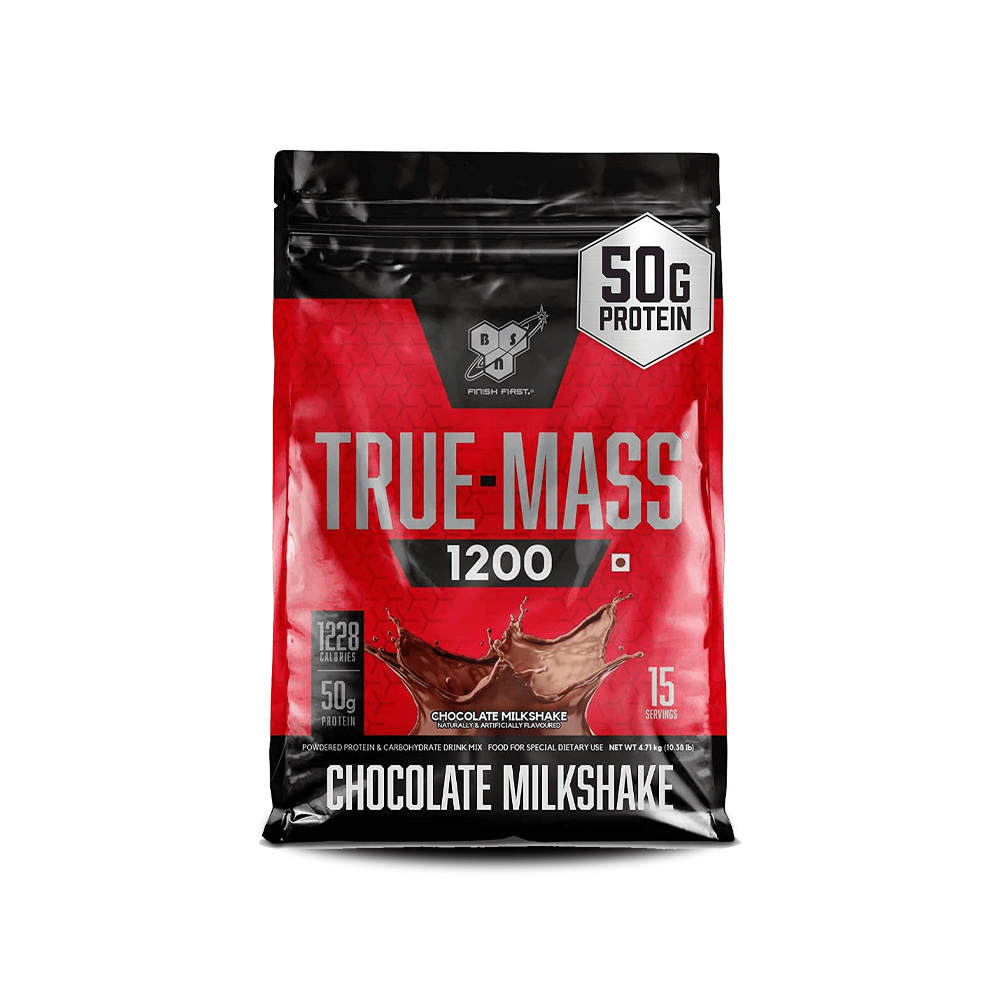 50G
PROTEIN
B S
n
FINISH FIRST.®
TRUE-MASS®
1200
1228
CALORIES
50g
PROTEIN
15
SERVINGS
CHOCOLATE MILKSHAKE
NATURALLY & ARTIFICIALLY FLAVOURED
POWDERED PROTEIN & CARBOHYDRATE DRINK MIX FOOD FOR SPECIAL DIETARY USE NET WT 4.71 kg (10.38 lb)
CHOCOLATE MILKSHAKE